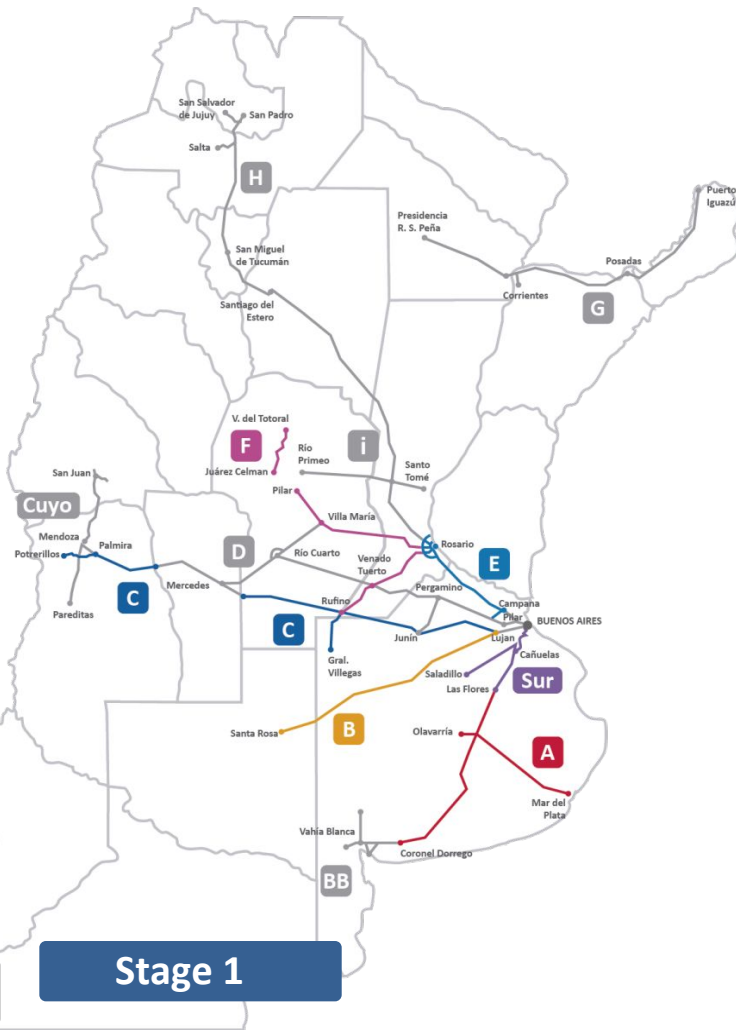 San Salvador
de Jujuy
San Padro
Salta
H
Puerto
Iguazú
Presidencia
R. S. Peña
San Miguel
de Tucumán
Posadas
Santiago del
Estero
Corrientes
G
V. del Totoral
F
i
Río
Primeo
Juárez Celman
Santo
Tomé
San Juan
Pilar
Cuyo
Villa María
Mendoza
Palmira
Potrerillos
D
Río Cuarto
Rosario
Venado
Tuerto
E
Mercedes
Pergamino
C
Rufino
Campana
Pilar
BUENOS AIRES
Pareditas
C
Junín
Lujan
Cañuelas
Gral.
Villegas
Saladillo
Sur
Las Flores
Santa Rosa
B
Olavarría
A
Mar del
Plata
Vahía Blanca
Coronel Dorrego
BB
Stage 1